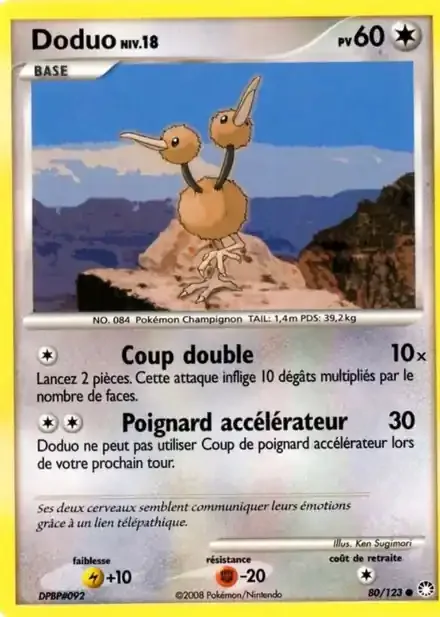 Doduo NIV.18
PV 60
BASE
NO. 084 Pokémon Champignon TAIL: 1,4m PDS: 39,2kg
Coup double 10x
Lancez 2 pièces. Cette attaque inflige 10 dégâts multipliés par le
nombre de faces.
Poignard accélérateur 30
Doduo ne peut pas utiliser Coup de poignard accélérateur lors
de votre prochain tour.
Ses deux cerveaux semblent communiquer leurs émotions
grâce à un lien télépathique.
Illus. Ken Sugimori
faiblesse résistance coût de retraite
+10 -20
DPBP#092 ©2008 Pokémon/Nintendo 80/123